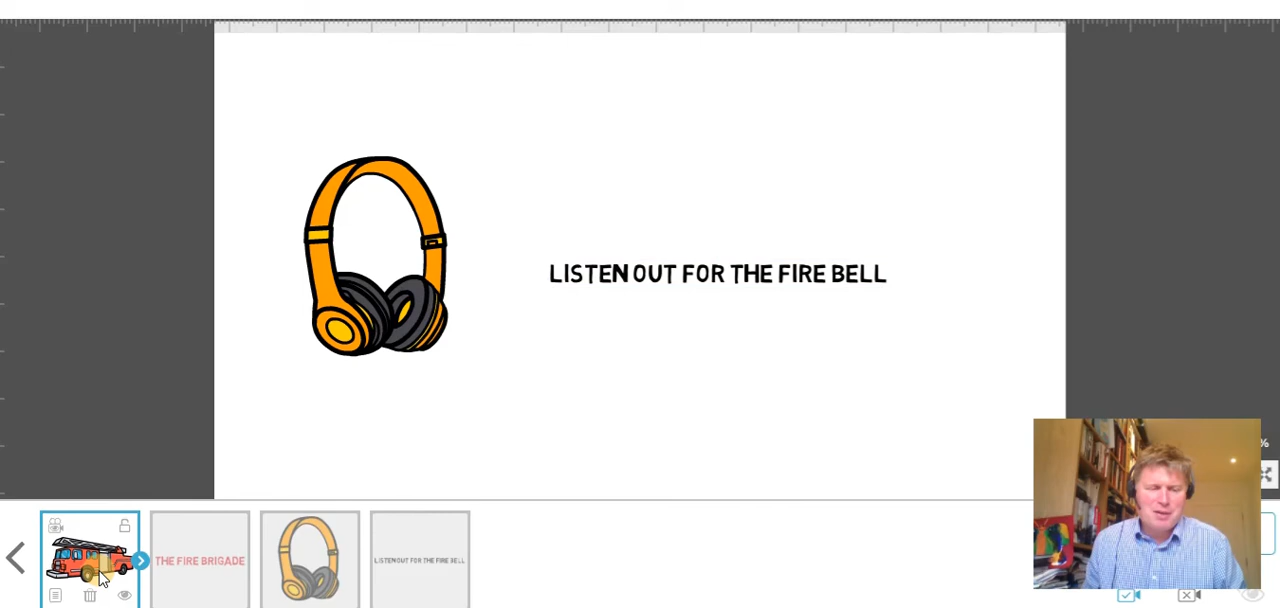 LISTEN OUT FOR THE FIRE BELL
%
THE FIRE BRIGADE
LISTEN OUT FOR THE FIRE BELL